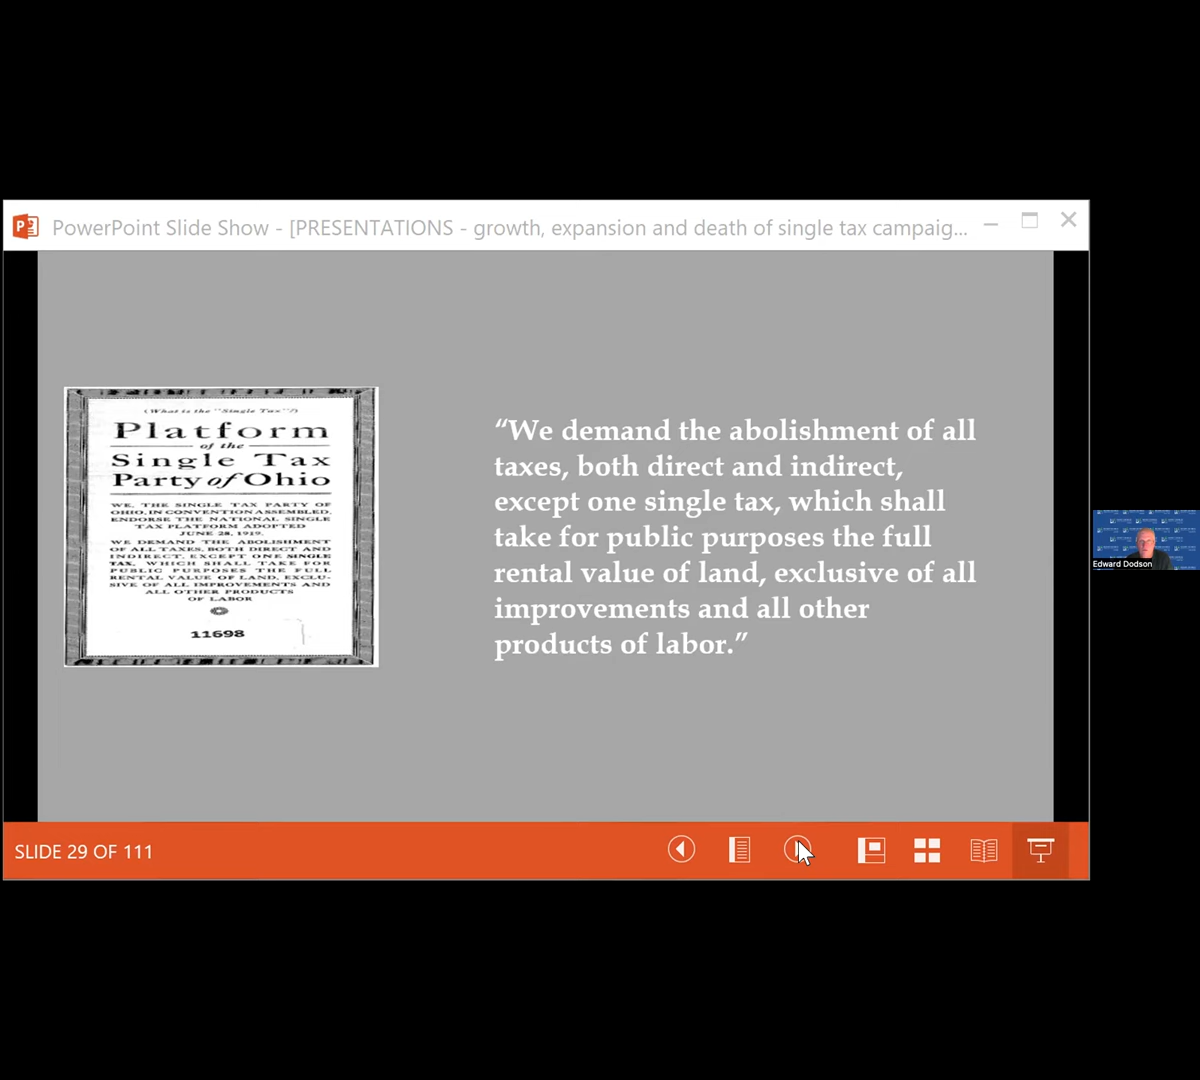 PowerPoint Slide Show - [PRESENTATIONS - growth, expansion and death of single tax campaig...
(What is the "Single Tax"?)
Platform
of the
Single Tax
Party of Ohio
WE, THE SINGLE TAX PARTY OF
OHIO, IN CONVENTION ASSEMBLED,
ENDORSE THE NATIONAL SINGLE
TAX PLATFORM ADOPTED
JUNE 28, 1919.
WE DEMAND THE ABOLISHMENT
OF ALL TAXES, BOTH DIRECT AND
INDIRECT, EXCEPT ONE SINGLE
TAX, WHICH SHALL TAKE FOR
PUBLIC PURPOSES THE FULL
RENTAL VALUE OF LAND, EXCLU-
SIVE OF ALL IMPROVEMENTS AND
ALL OTHER PRODUCTS
OF LABOR
11698
“We demand the abolishment of all
taxes, both direct and indirect,
except one single tax, which shall
take for public purposes the full
rental value of land, exclusive of all
improvements and all other
products of labor.”
Edward Dodson
SLIDE 29 OF 111